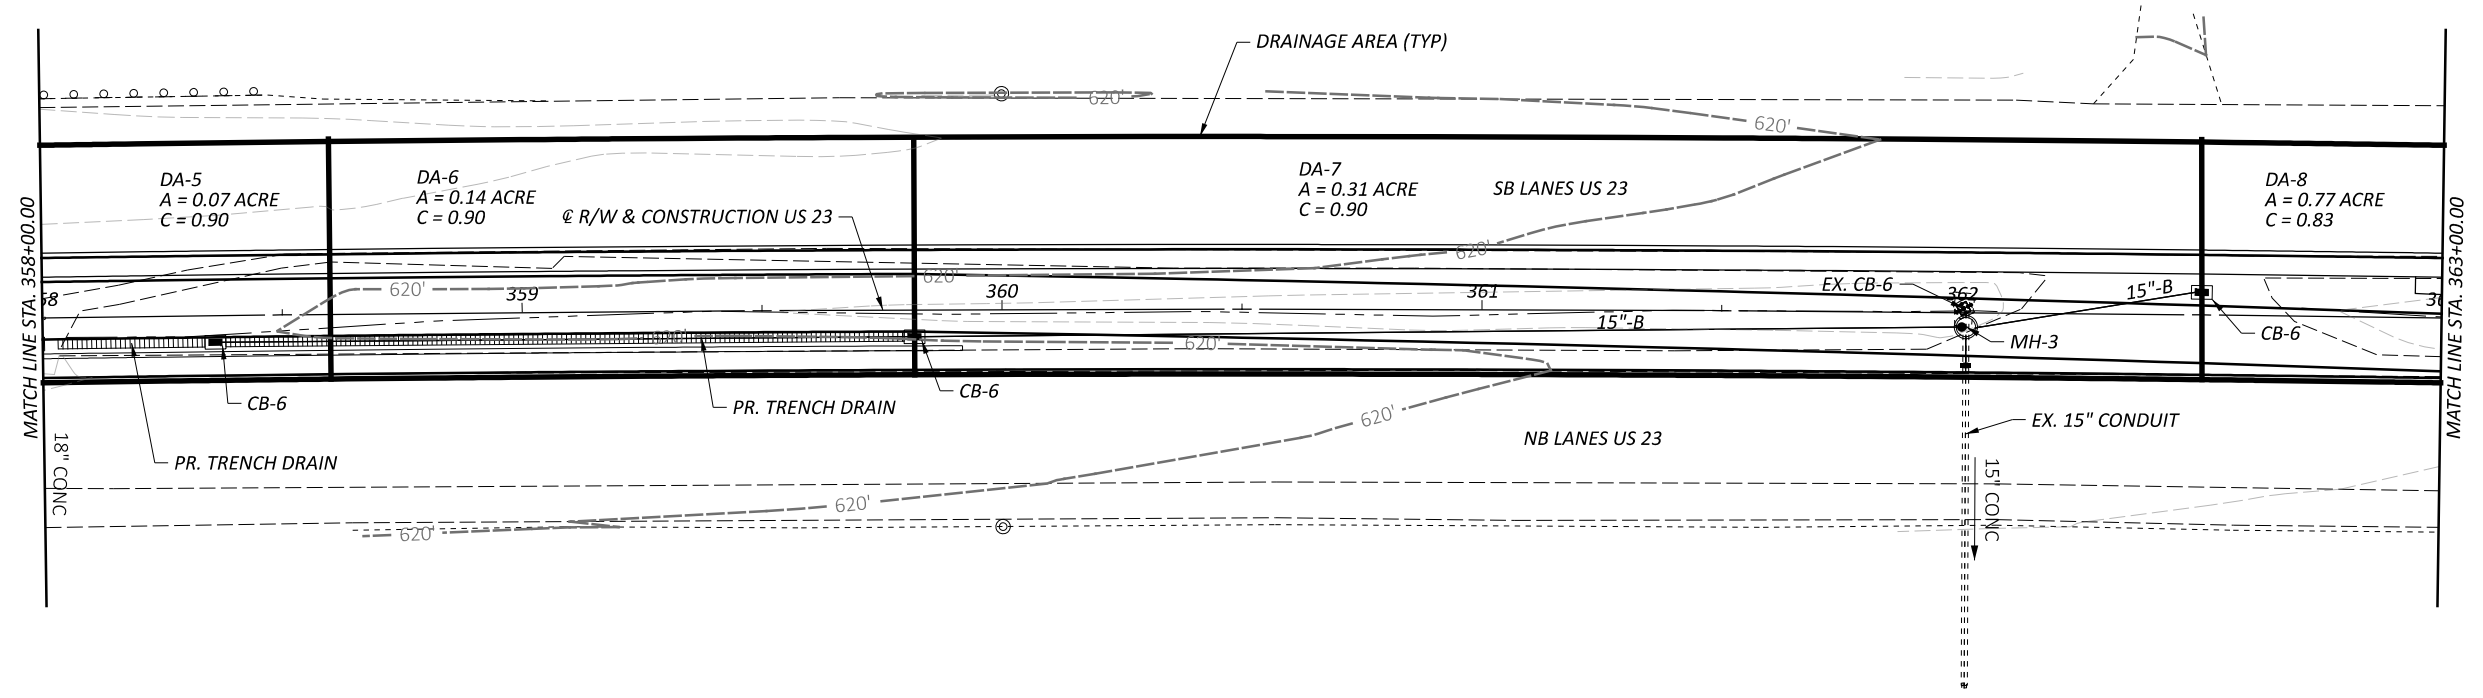 DRAINAGE AREA (TYP)
620'
620'
DA-5
A = 0.07 ACRE
C = 0.90
DA-6
A = 0.14 ACRE
C = 0.90
DA-7
A = 0.31 ACRE
C = 0.90
SB LANES US 23
DA-8
A = 0.77 ACRE
C = 0.83
℄ R/W & CONSTRUCTION US 23
MATCH LINE STA. 358+00.00
MATCH LINE STA. 363+00.00
620'
620'
620'
58
359
360
361
EX. CB-6
362
15"-B
36
15"-B
620'
620'
CB-6
MH-3
CB-6
CB-6
PR. TRENCH DRAIN
620'
EX. 15" CONDUIT
NB LANES US 23
PR. TRENCH DRAIN
18" CONC
15" CONC
620'
620'